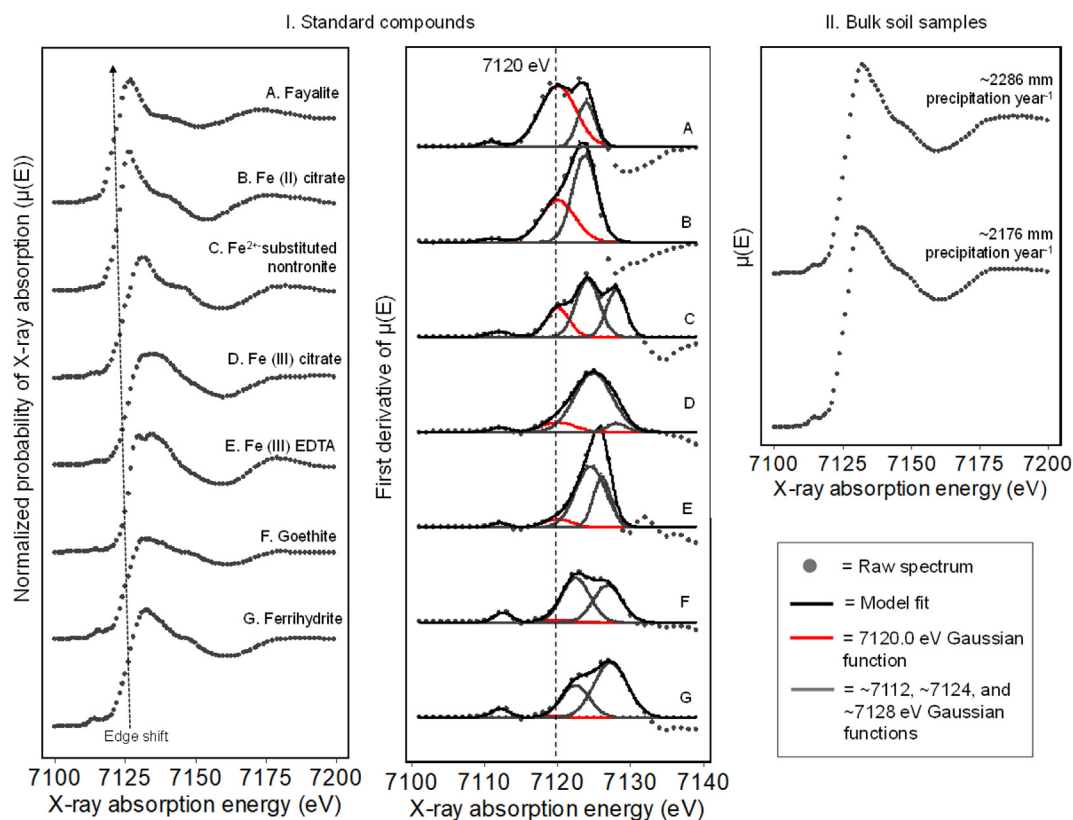 I. Standard compounds
II. Bulk soil samples
Normalized probability of X-ray absorption (µ(E))
A. Fayalite
B. Fe (II) citrate
C. Fe²⁺-substituted
nontronite
D. Fe (III) citrate
E. Fe (III) EDTA
F. Goethite
G. Ferrihydrite
Edge shift
7100 7125 7150 7175 7200
X-ray absorption energy (eV)
First derivative of µ(E)
7120 eV
A
B
C
D
E
F
G
7100 7110 7120 7130 7140
X-ray absorption energy (eV)
µ(E)
~2286 mm
precipitation year⁻¹
~2176 mm
precipitation year⁻¹
7100 7125 7150 7175 7200
X-ray absorption energy (eV)
= Raw spectrum
= Model fit
= 7120.0 eV Gaussian
function
= ~7112, ~7124, and
~7128 eV Gaussian
functions